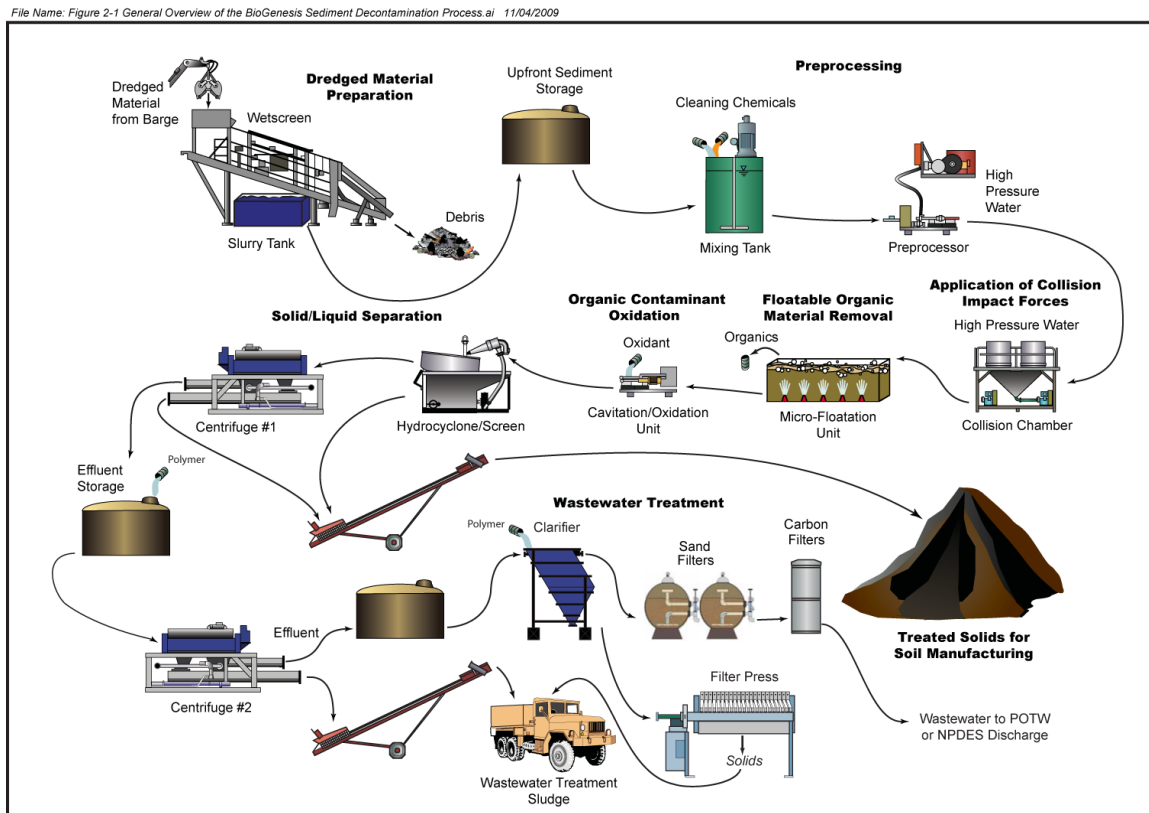 File Name: Figure 2-1 General Overview of the BioGenesis Sediment Decontamination Process.ai 11/04/2009
Dredged Material
Preparation
Dredged
Material
from Barge
Wetscreen
Slurry Tank
Debris
Upfront Sediment
Storage
Preprocessing
Cleaning Chemicals
Mixing Tank
High
Pressure
Water
Preprocessor
Application of Collision
Impact Forces
High Pressure Water
Collision Chamber
Floatable Organic
Material Removal
Organics
Micro-Floatation
Unit
Organic Contaminant
Oxidation
Oxidant
Cavitation/Oxidation
Unit
Solid/Liquid Separation
Hydrocyclone/Screen
Centrifuge #1
Effluent
Storage
Polymer
Wastewater Treatment
Polymer
Clarifier
Sand
Filters
Carbon
Filters
Treated Solids for
Soil Manufacturing
Effluent
Centrifuge #2
Filter Press
Solids
Wastewater Treatment
Sludge
Wastewater to POTW
or NPDES Discharge